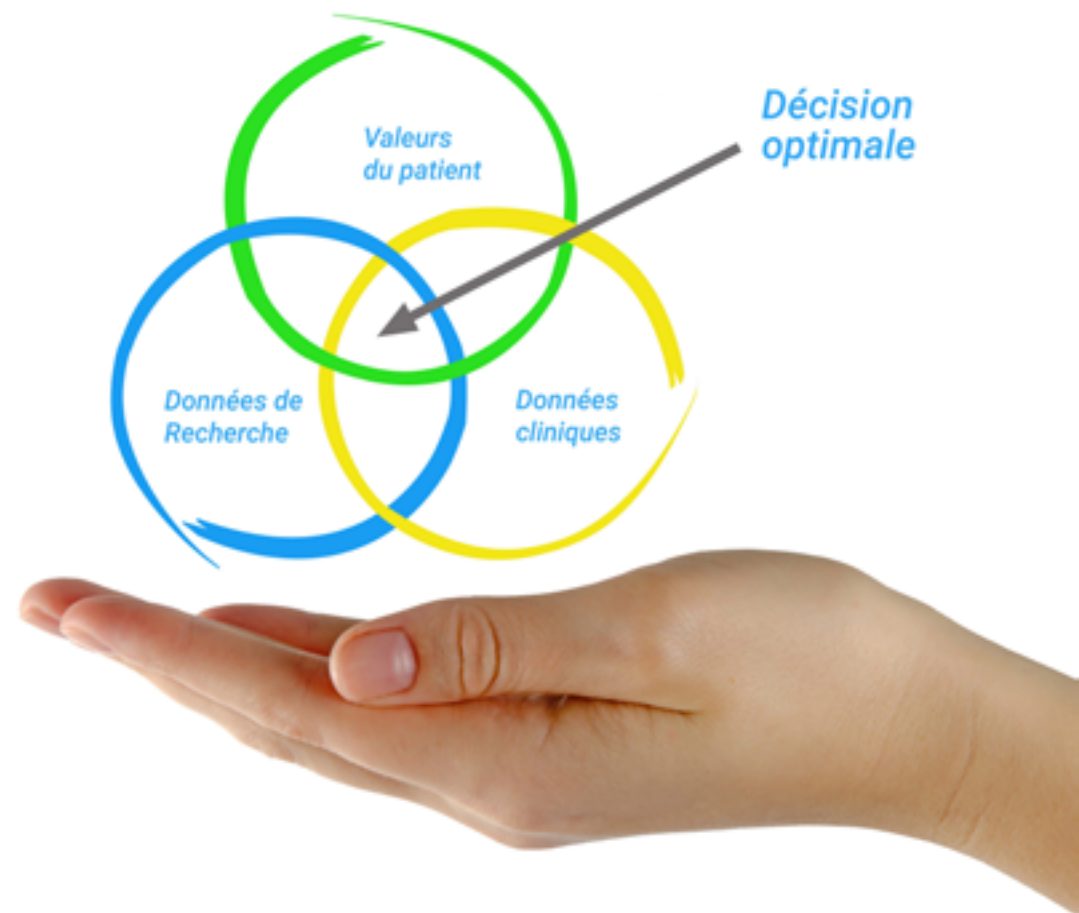 Décision
optimale
Valeurs
du patient
Données de
Recherche
Données
cliniques